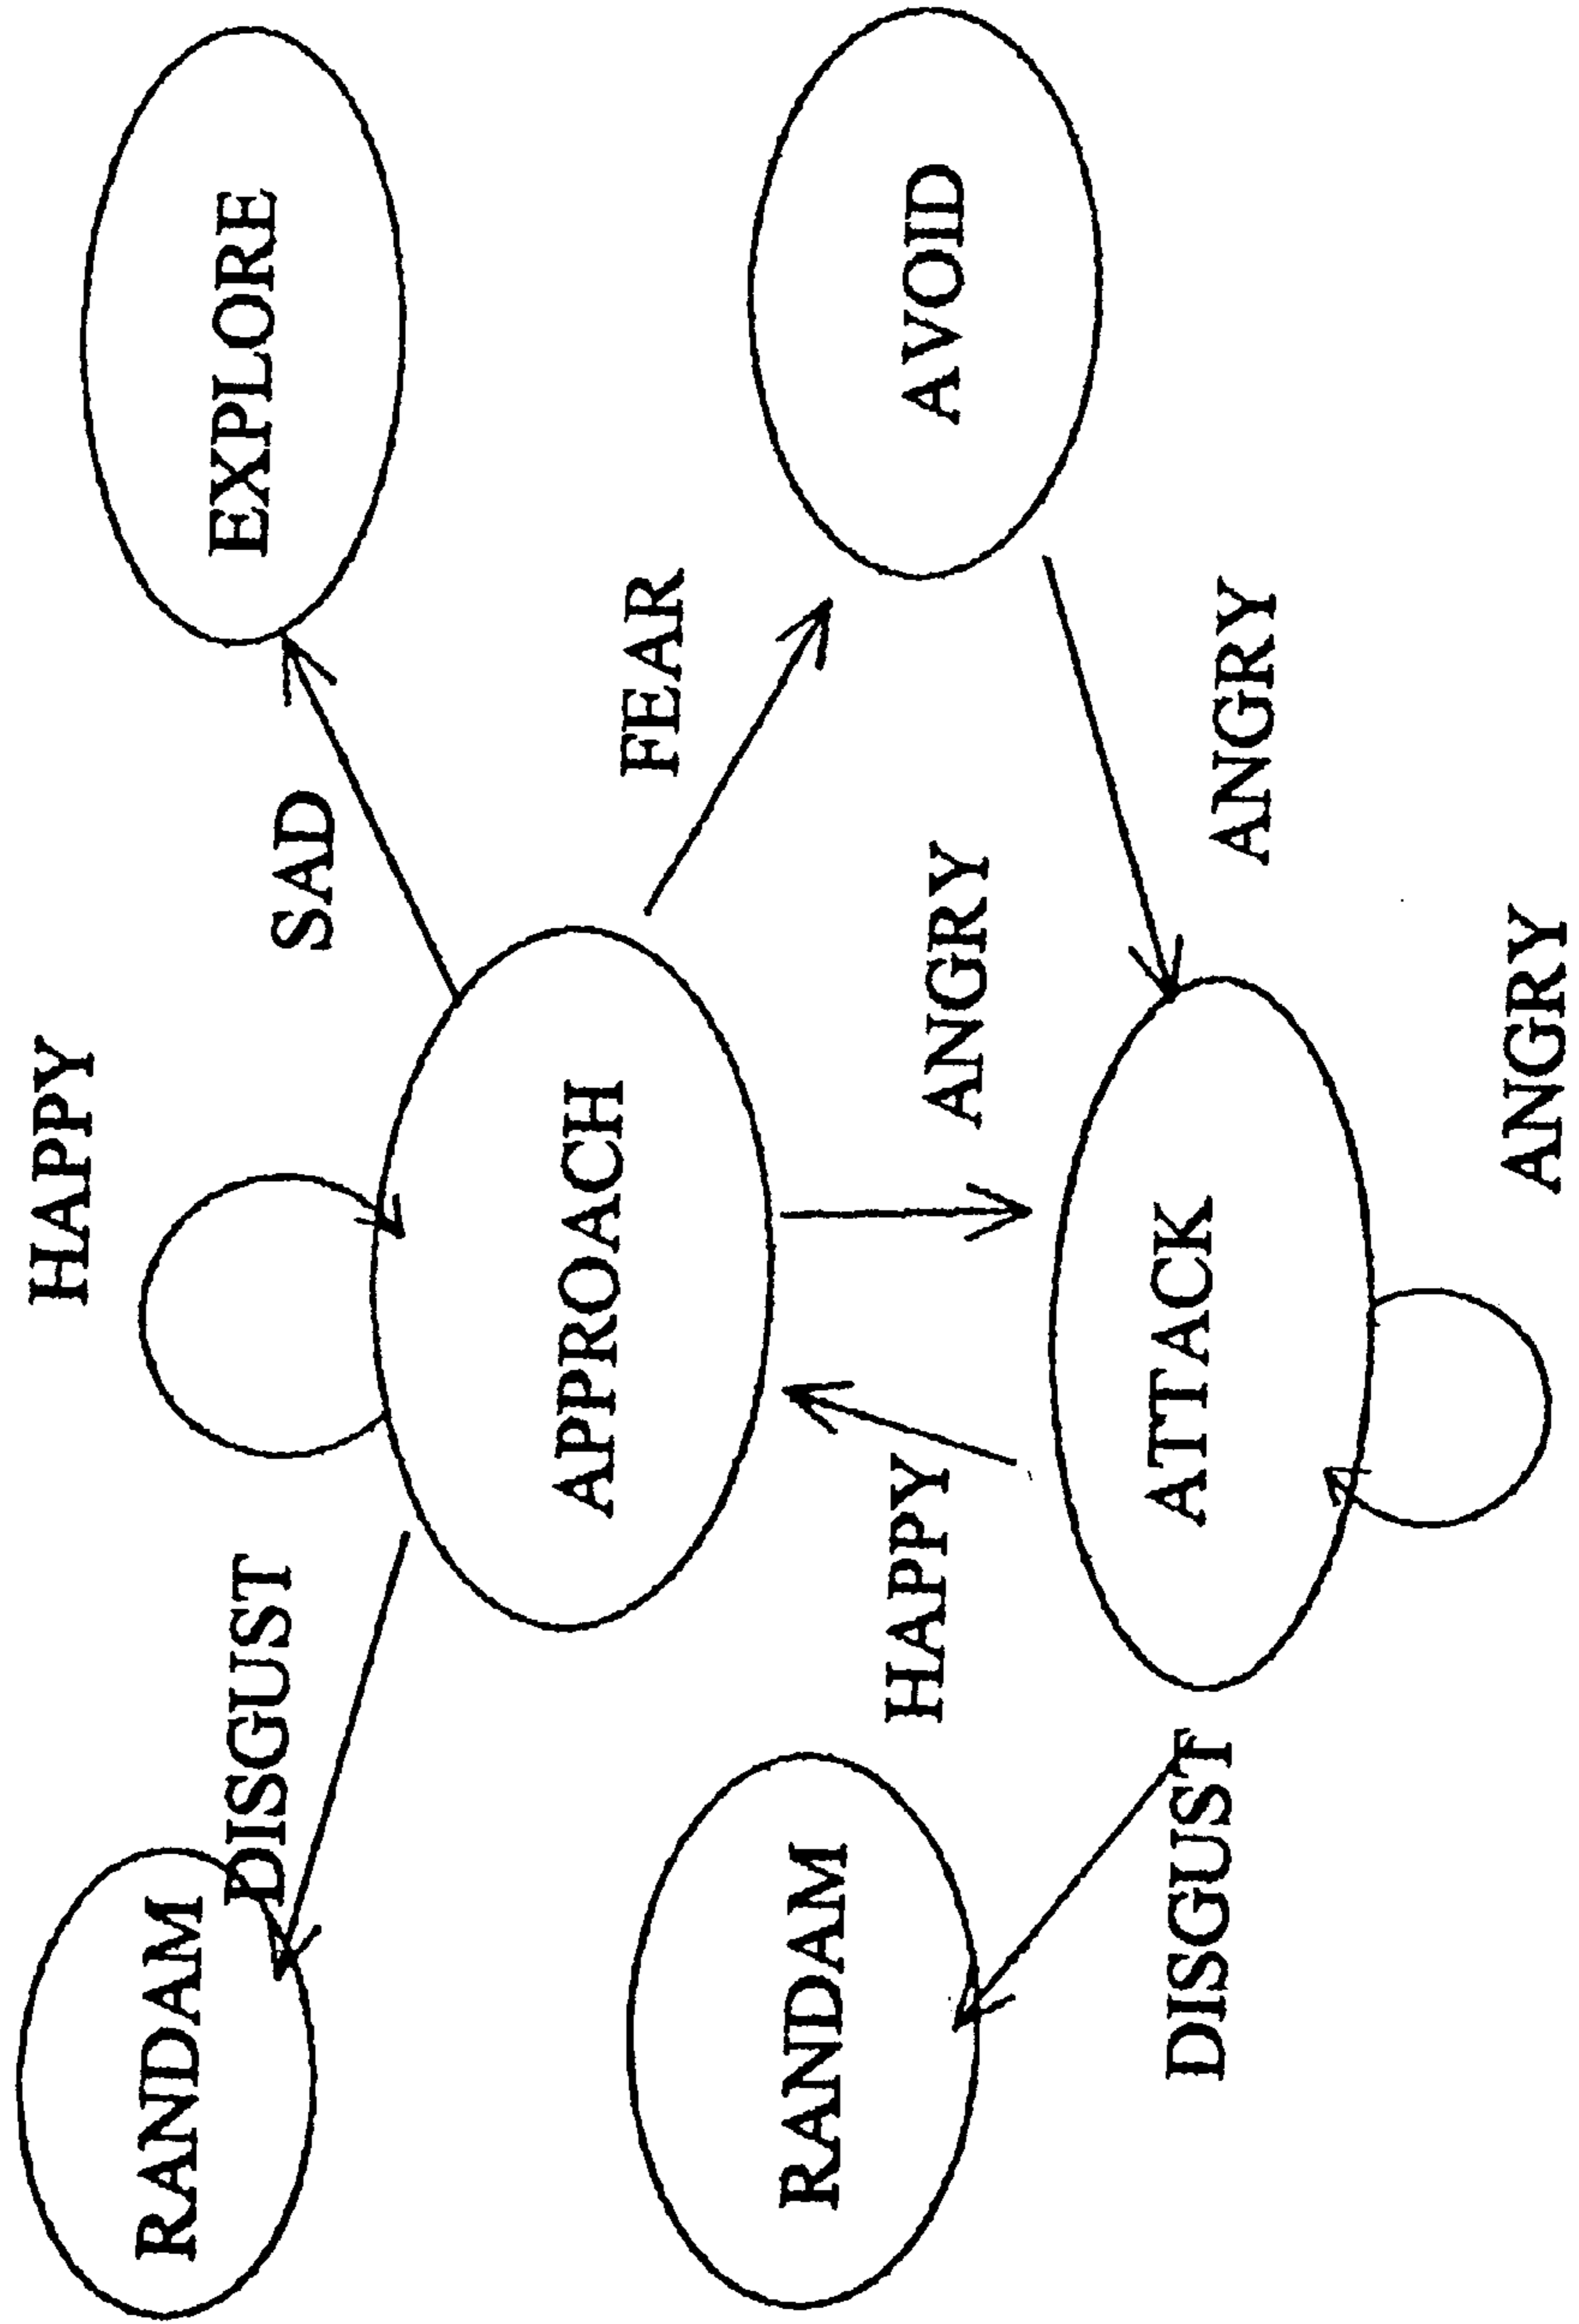 HAPPY
RANDAM
DISGUST
SAD
EXPLORE
APPROACH
FEAR
RANDAM
HAPPY
ANGRY
AVOID
DISGUST
ATTACK
ANGRY
ANGRY